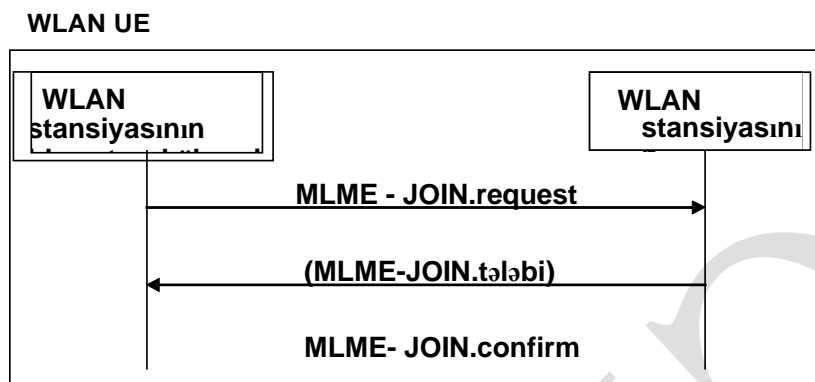 WLAN UE
WLAN
stansiyasının
WLAN
stansiyasını
MLME - JOIN.request
(MLME-JOIN.tələbi)
MLME- JOIN.confirm